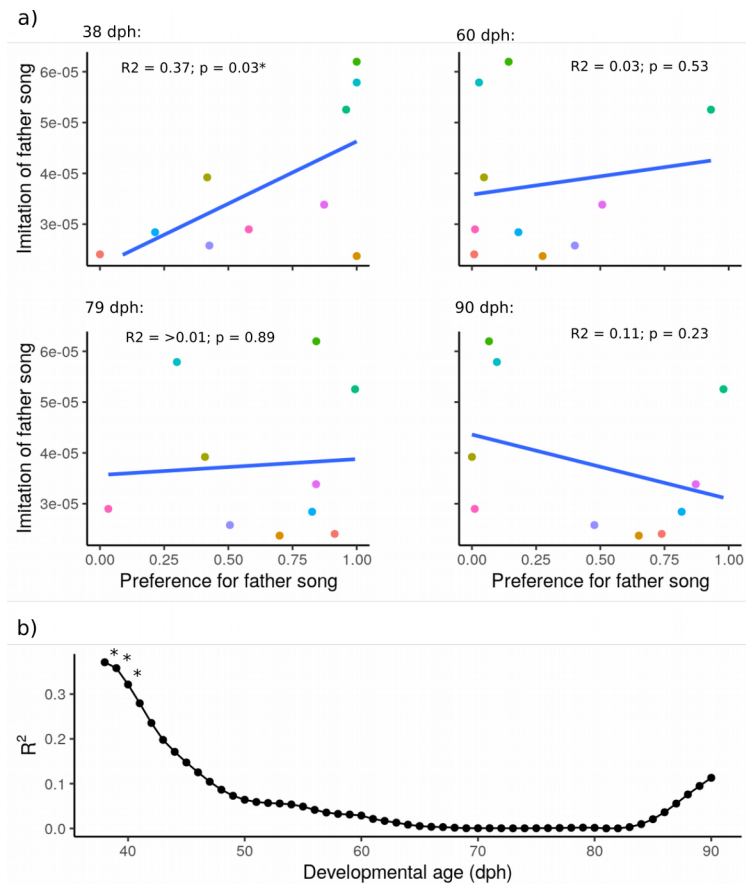 a)
38 dph:
60 dph:
R2 = 0.37; p = 0.03*
R2 = 0.03; p = 0.53
Imitation of father song
6e-05
5e-05
4e-05
3e-05
79 dph:
90 dph:
R2 = >0.01; p = 0.89
R2 = 0.11; p = 0.23
Imitation of father song
6e-05
5e-05
4e-05
3e-05
0.00 0.25 0.50 0.75 1.00
0.00 0.25 0.50 0.75 1.00
Preference for father song
Preference for father song
b)
* * *
R²
0.3
0.2
0.1
0.0
40 50 60 70 80 90
Developmental age (dph)